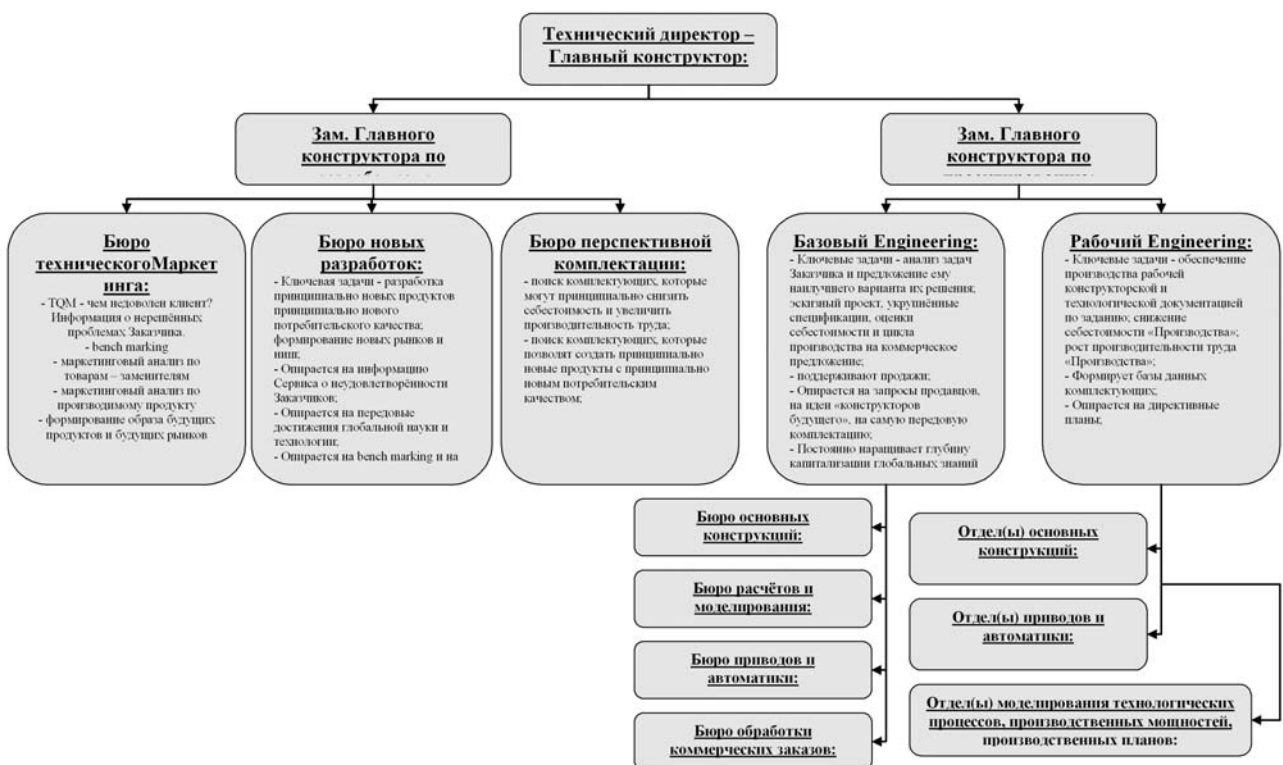 Технический директор –
Главный конструктор:
Зам. Главного
конструктора по
Зам. Главного
конструктора по
Бюро
техническогоМаркет
инга:
- TQM - чем недоволен клиент?
Информация о нерешённых
проблемах Заказчика.
- bench marking
- маркетинговый анализ по
товарам – заменителям
- маркетинговый анализ по
производимому продукту
- формирование образа будущих
продуктов и будущих рынков
Бюро новых
разработок:
- Ключевая задачи - разработка
принципиально новых продуктов
принципиально нового
потребительского качества;
формирование новых рынков и
ниш;
- Опирается на информацию
Сервиса о неудовлетворённости
Заказчиков;
- Опирается на передовые
достижения глобальной науки и
технологии;
- Опирается на bench marking и на
Бюро перспективной
комплектации:
- поиск комплектующих, которые
могут принципиально снизить
себестоимость и увеличить
производительность труда;
- поиск комплектующих, которые
позволят создать принципиально
новые продукты с принципиально
новым потребительским
качеством;
Базовый Engineering:
- Ключевые задачи - анализ задач
Заказчика и предложение ему
наилучшего варианта их решения;
эскизный проект, укрупнённые
спецификации, оценки
себестоимости и цикла
производства на коммерческое
предложение;
- поддерживают продажи;
- Опирается на запросы продавцов,
на идеи «конструкторов
будущего», на самую передовую
комплектацию;
- Постоянно наращивает глубину
капитализации глобальных знаний
Рабочий Engineering:
- Ключевые задачи - обеспечение
производства рабочей
конструкторской и
технологической документацией
по заданию; снижение
себестоимости «Производства»;
рост производительности труда
«Производства»;
- Формирует базы данных
комплектующих;
- Опирается на директивные
планы;
Бюро основных
конструкций:
Бюро расчётов и
моделирования:
Бюро приводов и
автоматики:
Бюро обработки
коммерческих заказов:
Отдел(ы) основных
конструкций:
Отдел(ы) приводов и
автоматики:
Отдел(ы) моделирования технологических
процессов, производственных мощностей,
производственных планов: